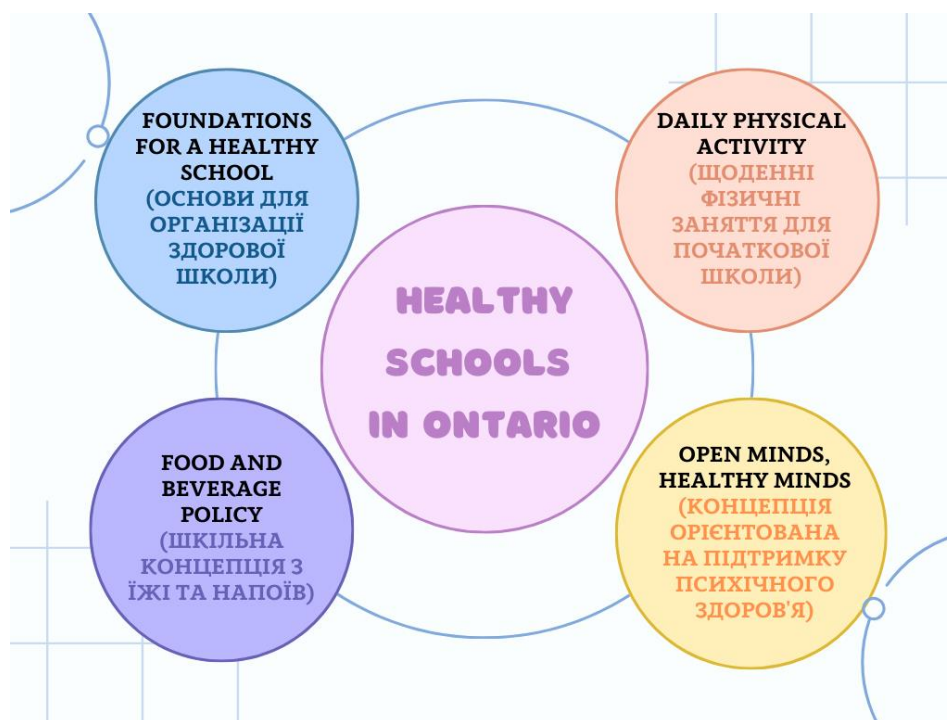 FOUNDATIONS
FOR A HEALTHY
SCHOOL
(ОСНОВИ ДЛЯ
ОРГАНІЗАЦІЇ
ЗДОРОВОЇ
ШКОЛИ)
DAILY PHYSICAL
ACTIVITY
(ЩОДЕННІ
ФІЗИЧНІ
ЗАНЯТТЯ ДЛЯ
ПОЧАТКОВОЇ
ШКОЛИ)
HEALTHY
SCHOOLS
IN ONTARIO
FOOD AND
BEVERAGE
POLICY
(ШКІЛЬНА
КОНЦЕПЦІЯ З
ЇЖІ ТА НАПОЇВ)
OPEN MINDS,
HEALTHY MINDS
(КОНЦЕПЦІЯ
ОРІЄНТОВАНА
НА ПІДТРИМКУ
ПСИХІЧНОГО
ЗДОРОВ'Я)